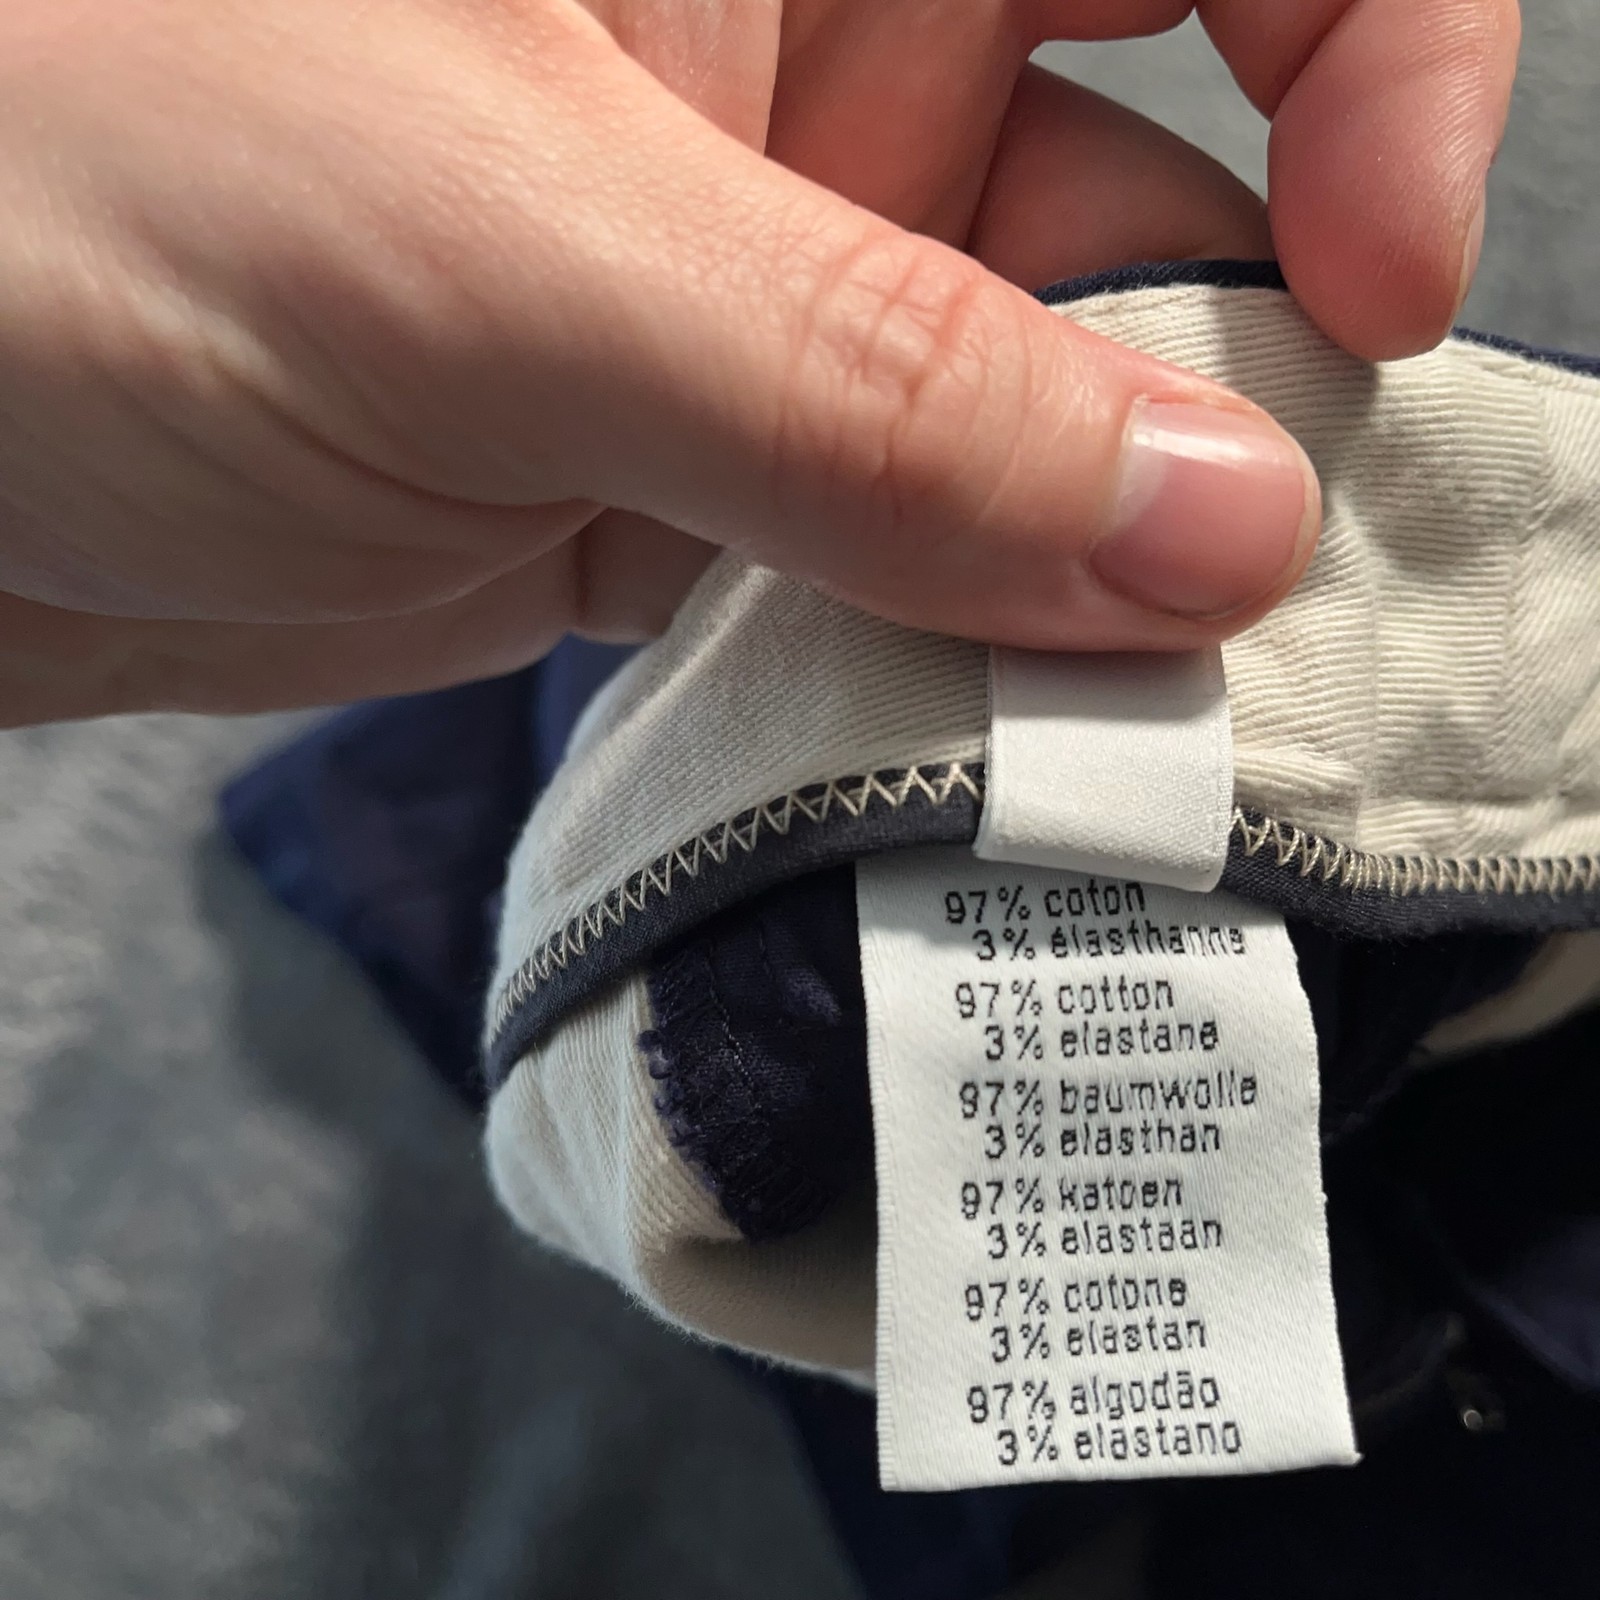 97% coton
3% élasthanne
97% cotton
3% elastane
97% baumwolle
3% elasthan
97% katoen
3% elastaan
97% cotone
3% elastan
97% algodão
3% elastano